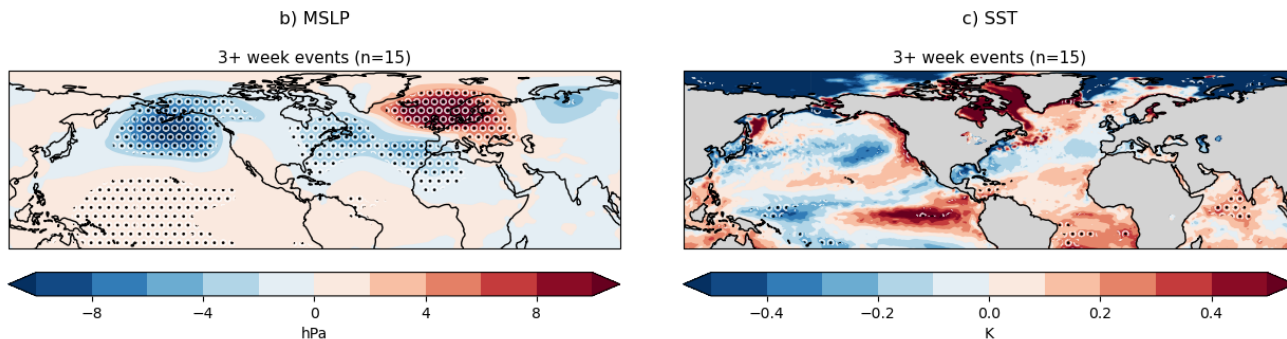 b) MSLP
3+ week events (n=15)
−8 −4 0 4 8
hPa
c) SST
3+ week events (n=15)
−0.4 −0.2 0.0 0.2 0.4
K